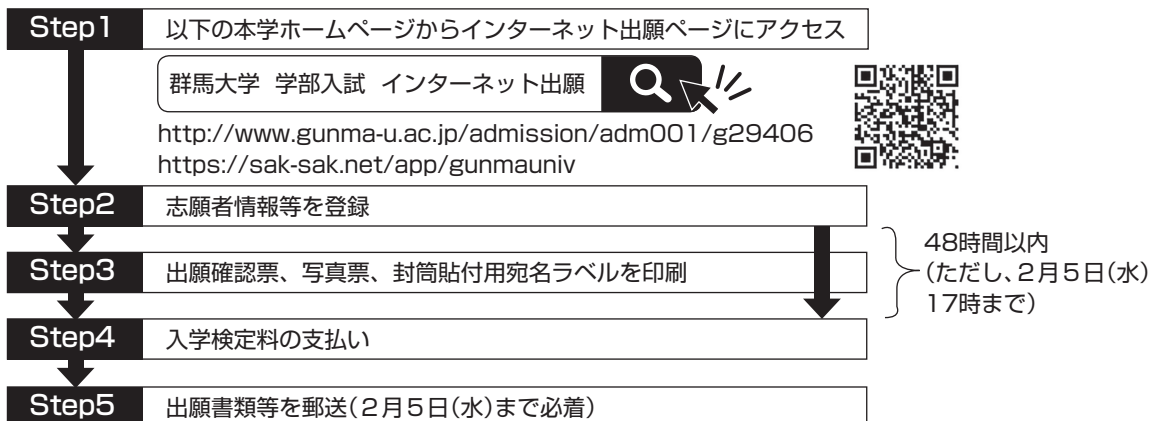 Step1 以下の本学ホームページからインターネット出願ページにアクセス
群馬大学 学部入試 インターネット出願
http://www.gunma-u.ac.jp/admission/adm001/g29406
https://sak-sak.net/app/gunmauniv
Step2 志願者情報等を登録
Step3 出願確認票、写真票、封筒貼付用宛名ラベルを印刷
48時間以内
(ただし、2月5日(水)
17時まで)
Step4 入学検定料の支払い
Step5 出願書類等を郵送(2月5日(水)まで必着)